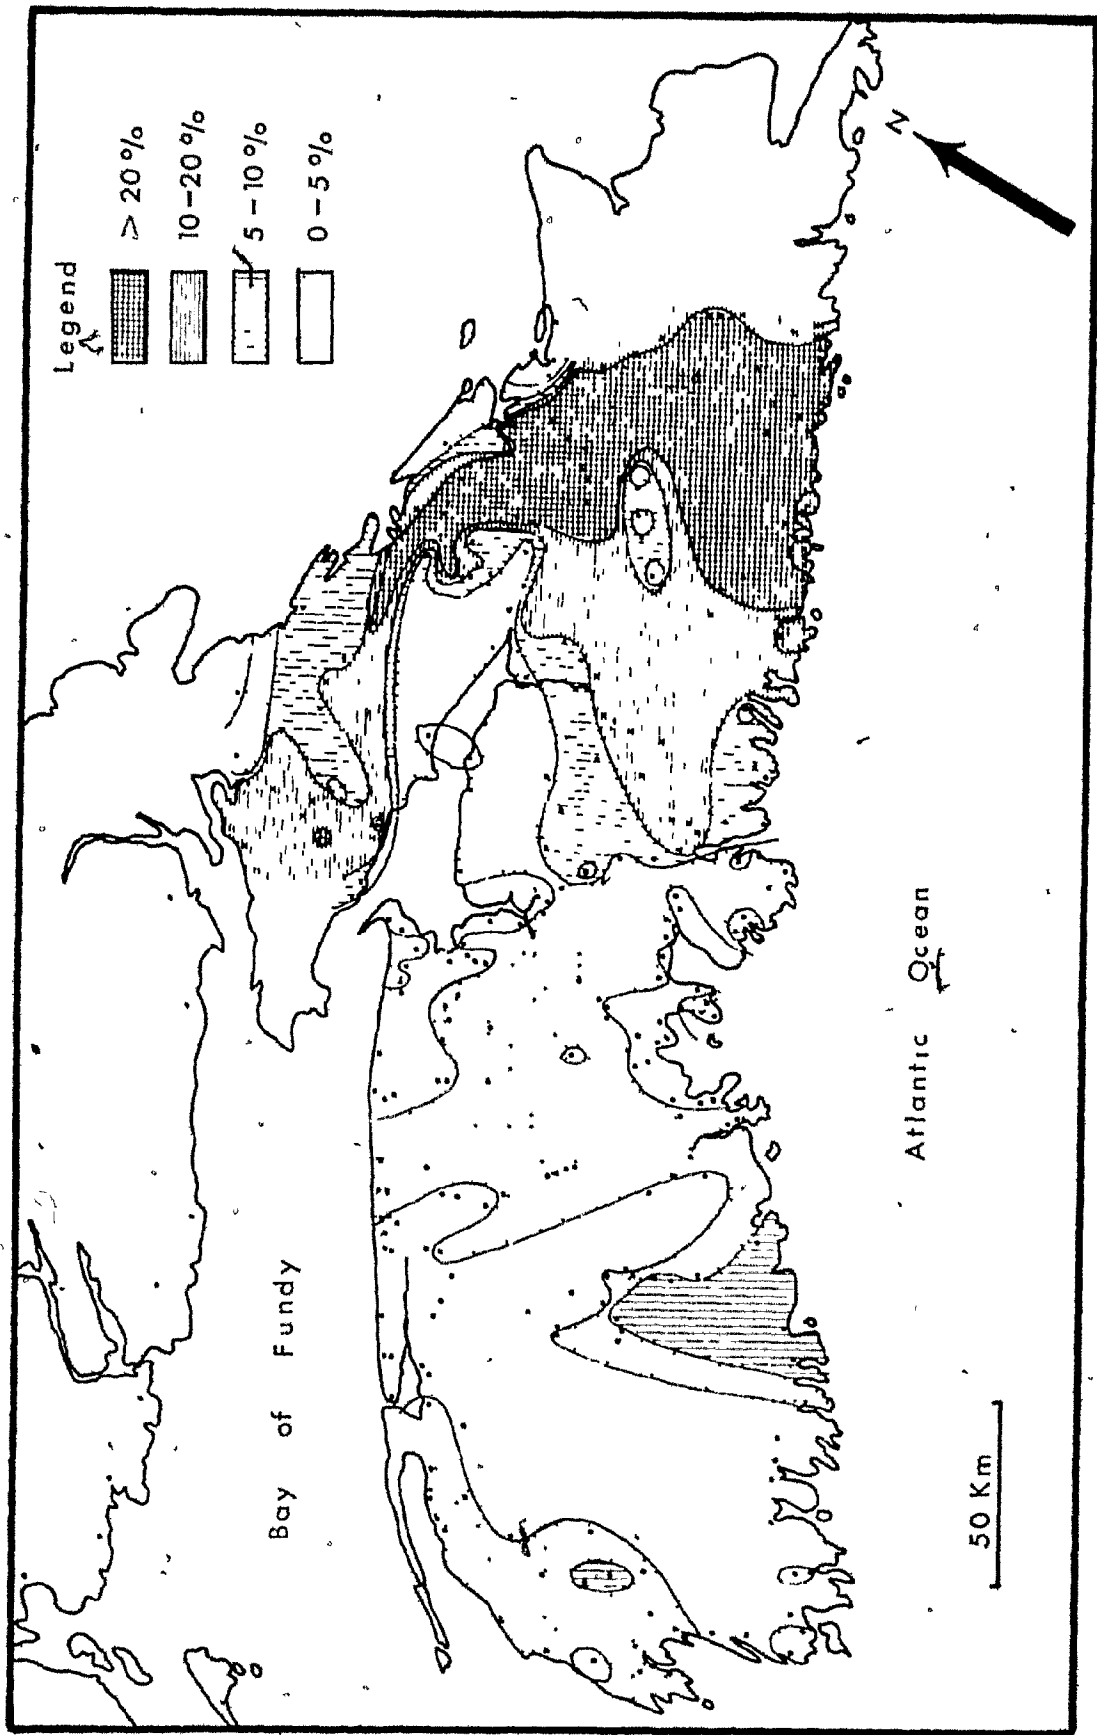 Legend
> 20 %
10 – 20 %
5 – 10 %
0 – 5 %
N
Bay of Fundy
Atlantic Ocean
50 Km